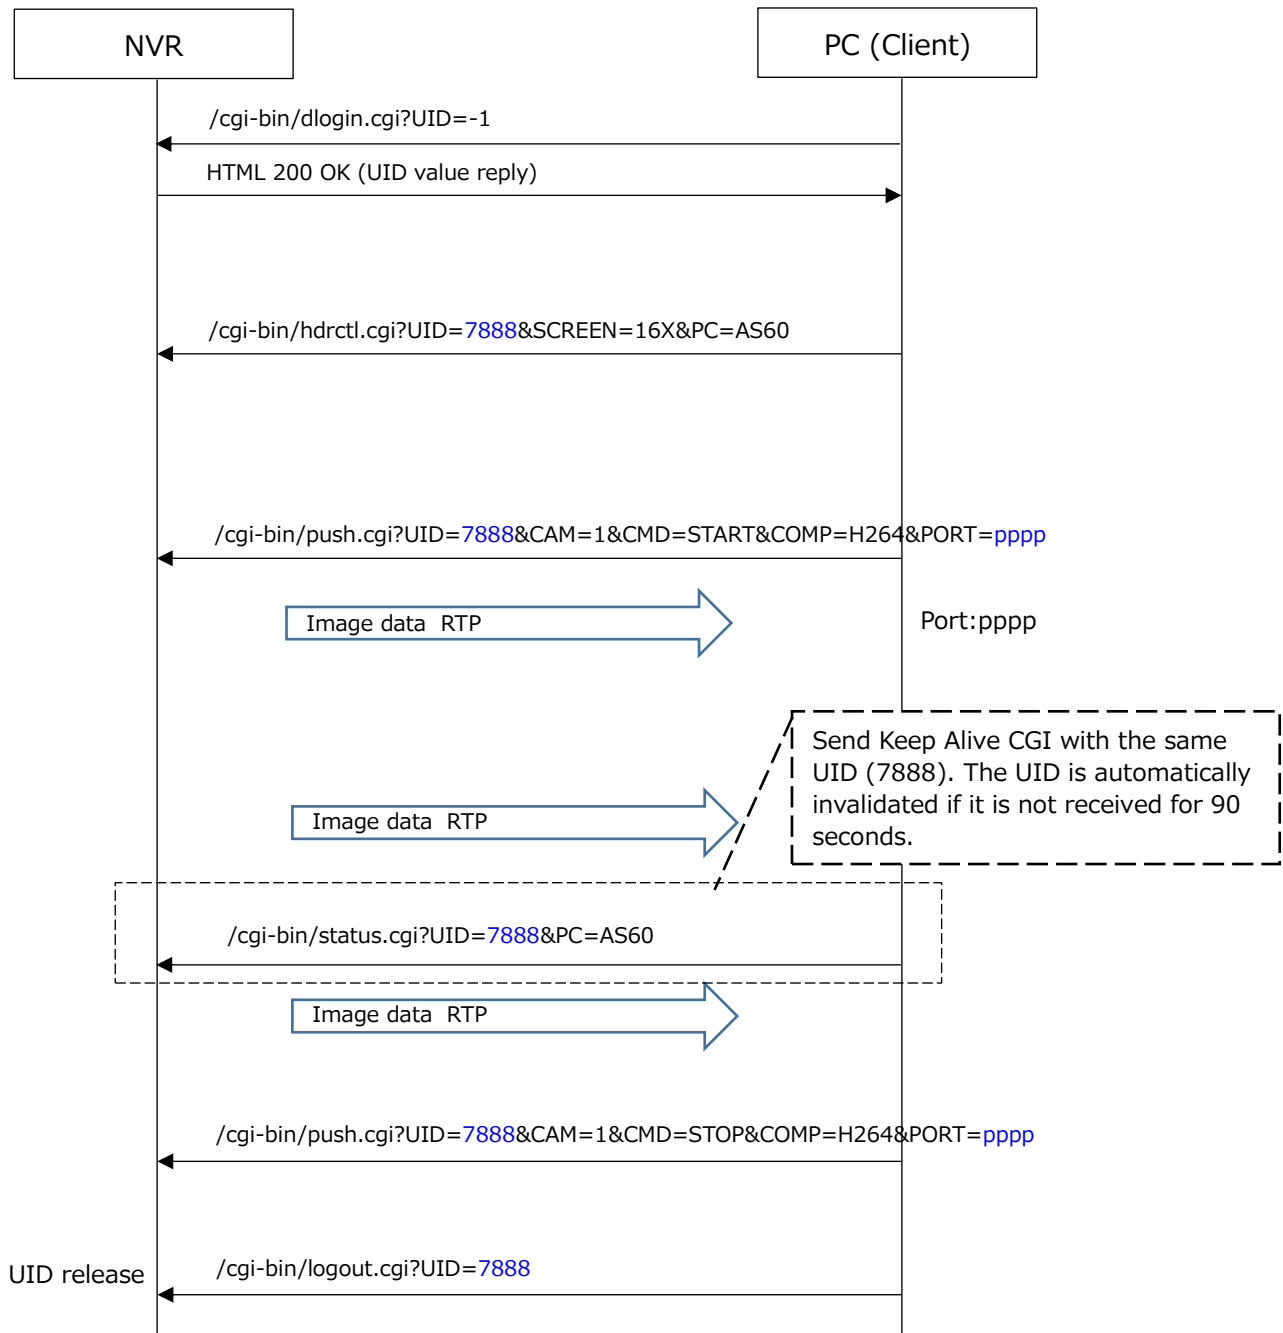 NVR
PC (Client)
/cgi-bin/dlogin.cgi?UID=-1
HTML 200 OK (UID value reply)
/cgi-bin/hdrctl.cgi?UID=7888&SCREEN=16X&PC=AS60
/cgi-bin/push.cgi?UID=7888&CAM=1&CMD=START&COMP=H264&PORT=pppp
Image data  RTP
Port:pppp
Send Keep Alive CGI with the same
UID (7888). The UID is automatically
invalidated if it is not received for 90
seconds.
Image data  RTP
/cgi-bin/status.cgi?UID=7888&PC=AS60
Image data  RTP
/cgi-bin/push.cgi?UID=7888&CAM=1&CMD=STOP&COMP=H264&PORT=pppp
UID release
/cgi-bin/logout.cgi?UID=7888